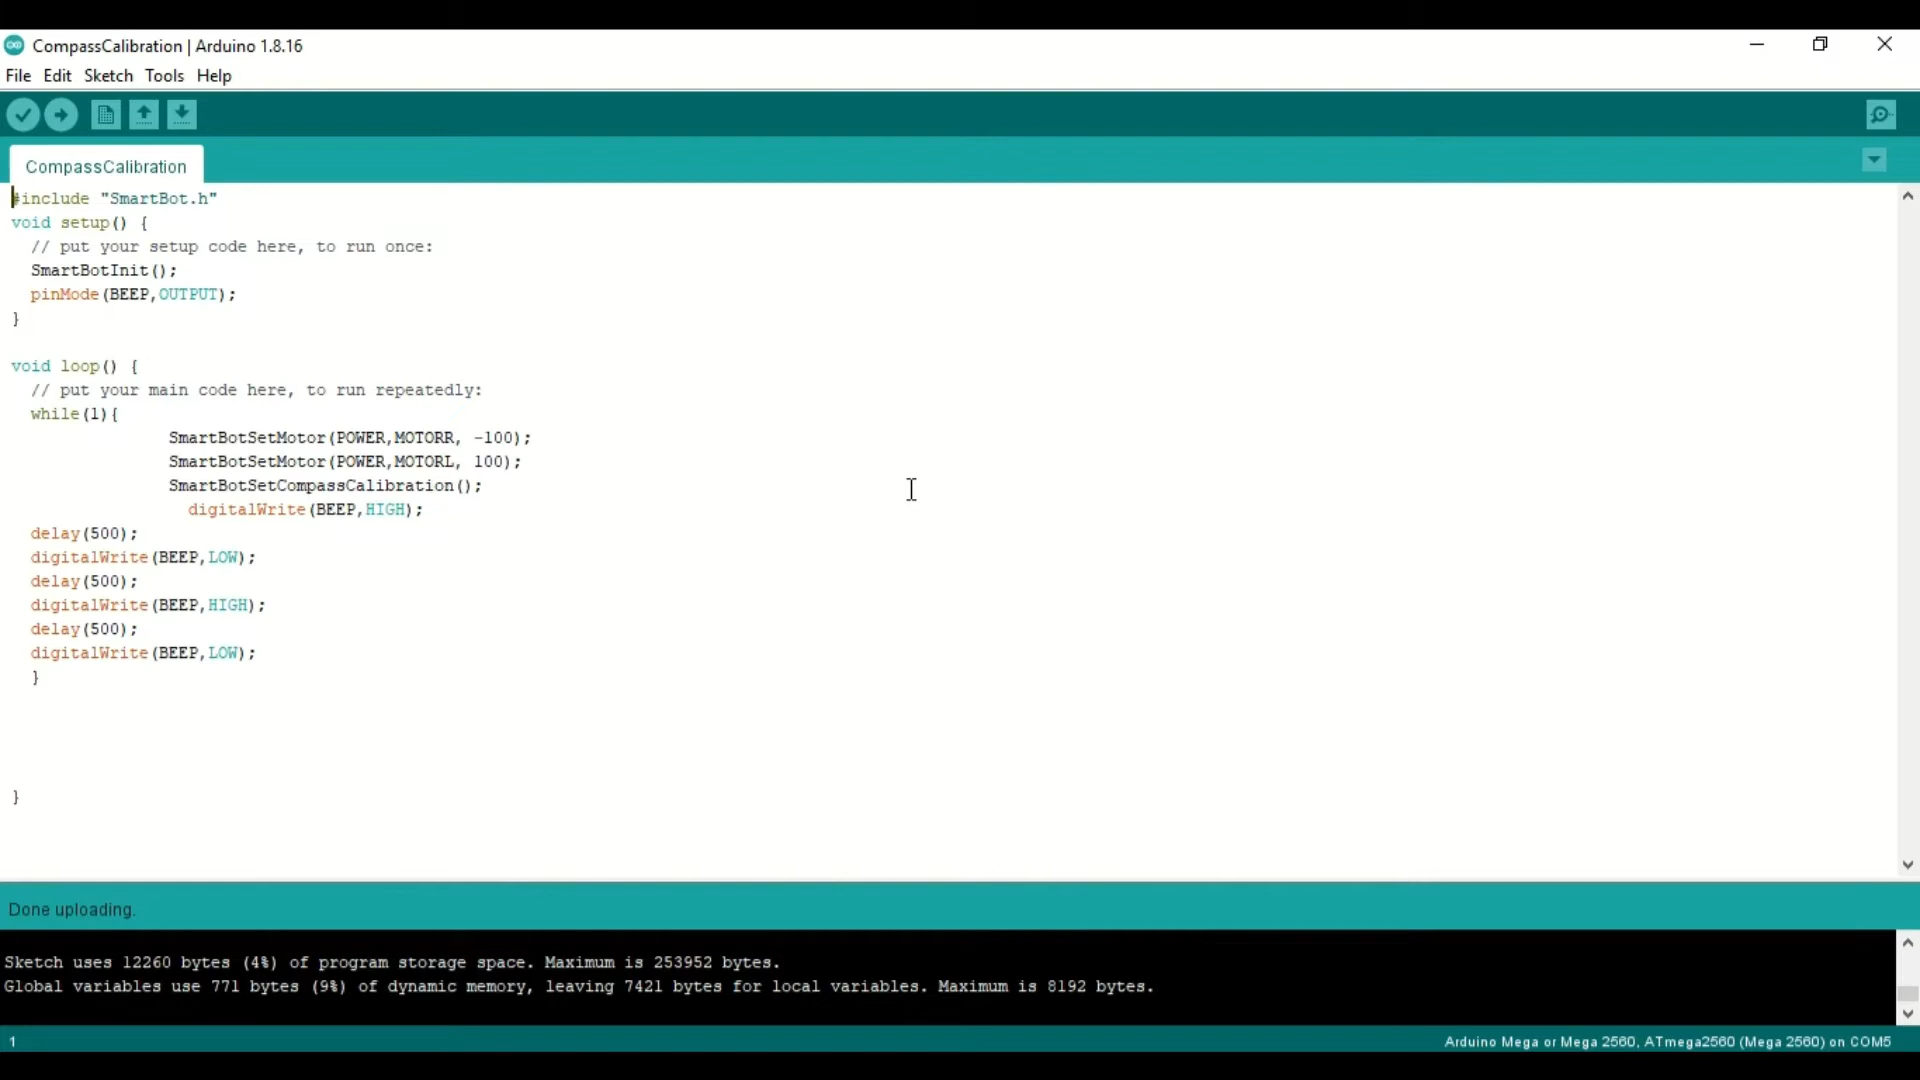 CompassCalibration | Arduino 1.8.16
File Edit Sketch Tools Help
CompassCalibration
#include "SmartBot.h"
void setup() {
  // put your setup code here, to run once:
  SmartBotInit();
  pinMode(BEEP,OUTPUT);
}
void loop() {
  // put your main code here, to run repeatedly:
  while(1){
                SmartBotSetMotor(POWER,MOTORR, -100);
                SmartBotSetMotor(POWER,MOTORL, 100);
                SmartBotSetCompassCalibration();
                  digitalWrite(BEEP,HIGH);
  delay(500);
  digitalWrite(BEEP,LOW);
  delay(500);
  digitalWrite(BEEP,HIGH);
  delay(500);
  digitalWrite(BEEP,LOW);
  }
}
Done uploading.
Sketch uses 12260 bytes (4%) of program storage space. Maximum is 253952 bytes.
Global variables use 771 bytes (9%) of dynamic memory, leaving 7421 bytes for local variables. Maximum is 8192 bytes.
1 Arduino Mega or Mega 2560, ATmega2560 (Mega 2560) on COM5